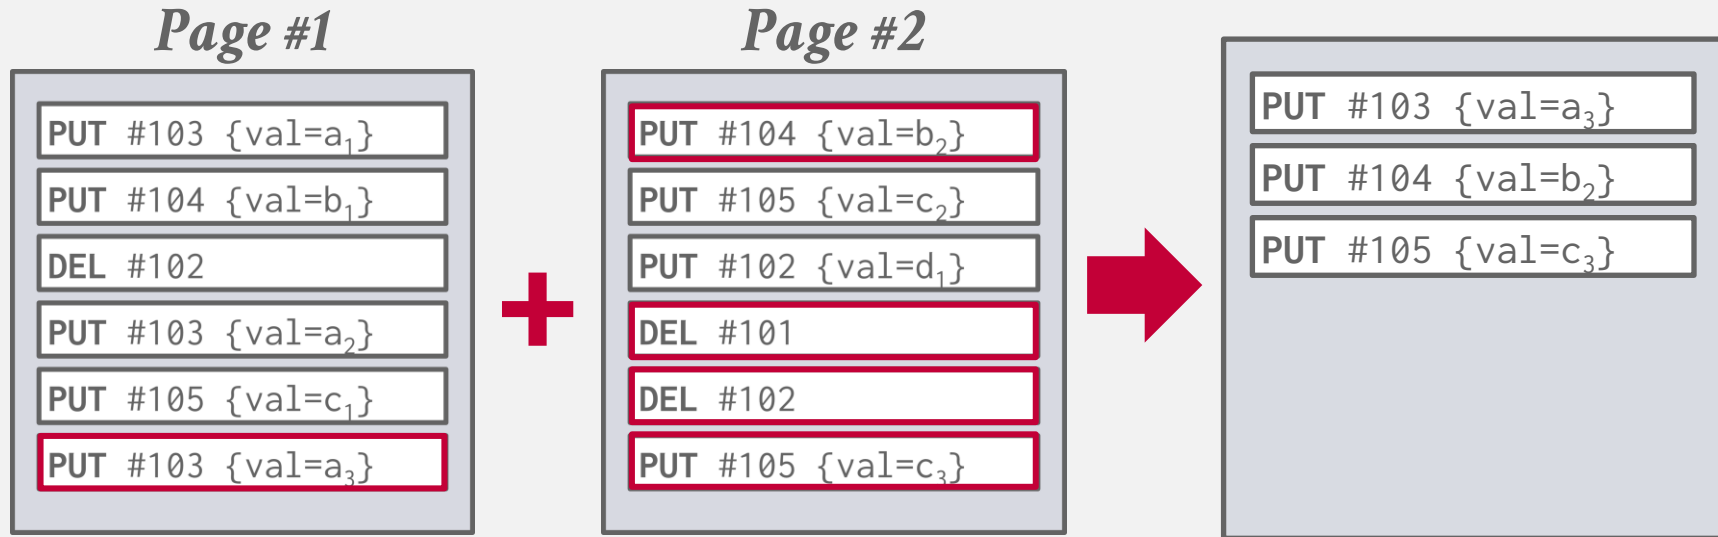 Page #1
PUT #103 {val=a₁}
PUT #104 {val=b₁}
DEL #102
PUT #103 {val=a₂}
PUT #105 {val=c₁}
PUT #103 {val=a₃}
+
Page #2
PUT #104 {val=b₂}
PUT #105 {val=c₂}
PUT #102 {val=d₁}
DEL #101
DEL #102
PUT #105 {val=c₃}
PUT #103 {val=a₃}
PUT #104 {val=b₂}
PUT #105 {val=c₃}